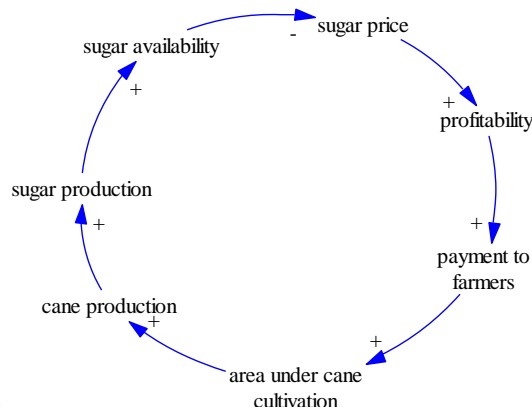 sugar price
-
sugar availability
+
+
profitability
sugar production
+
+
payment to
farmers
cane production
+
+
area under cane
cultivation